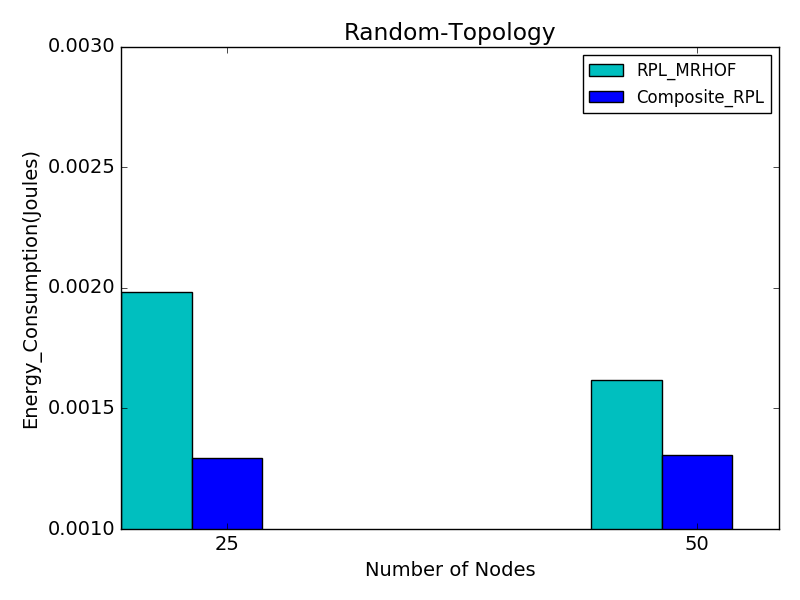 Random-Topology
RPL_MRHOF
Composite_RPL
0.0030
0.0025
0.0020
0.0015
0.0010
Energy_Consumption(Joules)
25 50
Number of Nodes